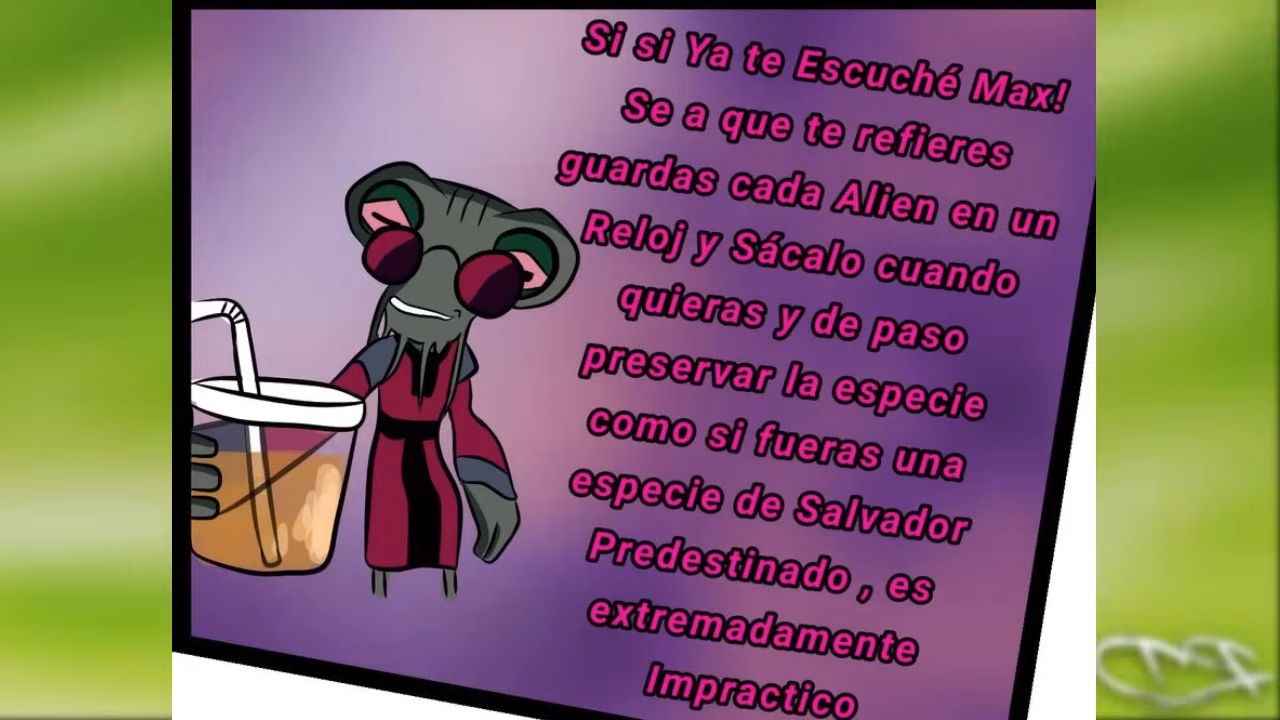 Si si Ya te Escuché Max!
Se a que te refieres
guardas cada Alien en un
Reloj y Sácalo cuando
quieras y de paso
preservar la especie
como si fueras una
especie de Salvador
Predestinado , es
extremadamente
Impractico